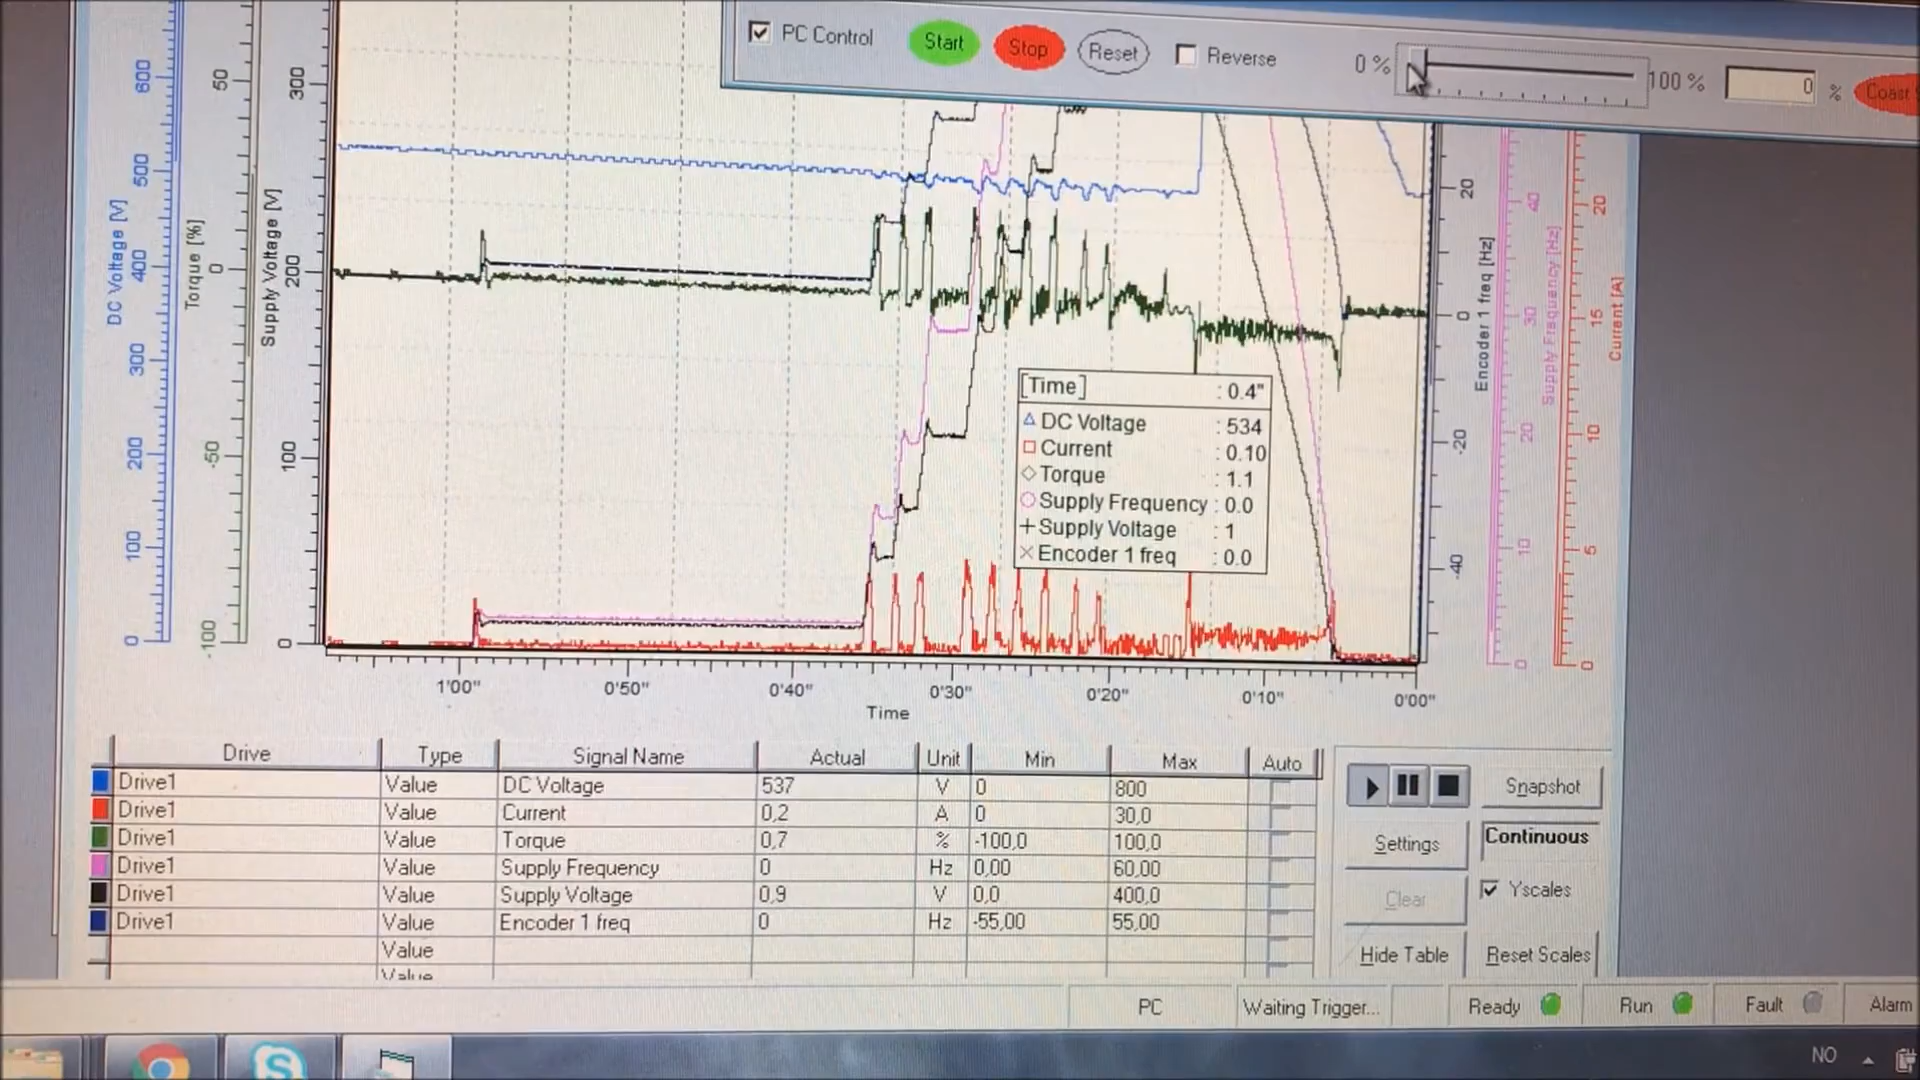 PC Control
Start
Stop
Reset
Reverse
0 %
100 %
0
%
Coast
600
500
400
300
200
100
0
DC Voltage [V]
50
0
-50
-100
Torque [%]
300
200
100
0
Supply Voltage [V]
20
0
-20
-40
Encoder 1 freq [Hz]
40
30
20
10
0
Supply Frequency [Hz]
20
15
10
5
0
Current [A]
[Time] : 0.4"
DC Voltage : 534
Current : 0.10
Torque : 1.1
Supply Frequency : 0.0
Supply Voltage : 1
Encoder 1 freq : 0.0
1'00" 0'50" 0'40" 0'30" 0'20" 0'10" 0'00"
Time
Drive Type Signal Name Actual Unit Min Max Auto
Drive1 Value DC Voltage 537 V 0 800
Drive1 Value Current 0,2 A 0 30,0
Drive1 Value Torque 0,7 % -100,0 100,0
Drive1 Value Supply Frequency 0 Hz 0,00 60,00
Drive1 Value Supply Voltage 0,9 V 0,0 400,0
Drive1 Value Encoder 1 freq 0 Hz -55,00 55,00
Value
Value
Snapshot
Settings
Continuous
Clear
Yscales
Hide Table
Reset Scales
PC
Waiting Trigger...
Ready
Run
Fault
Alarm
NO